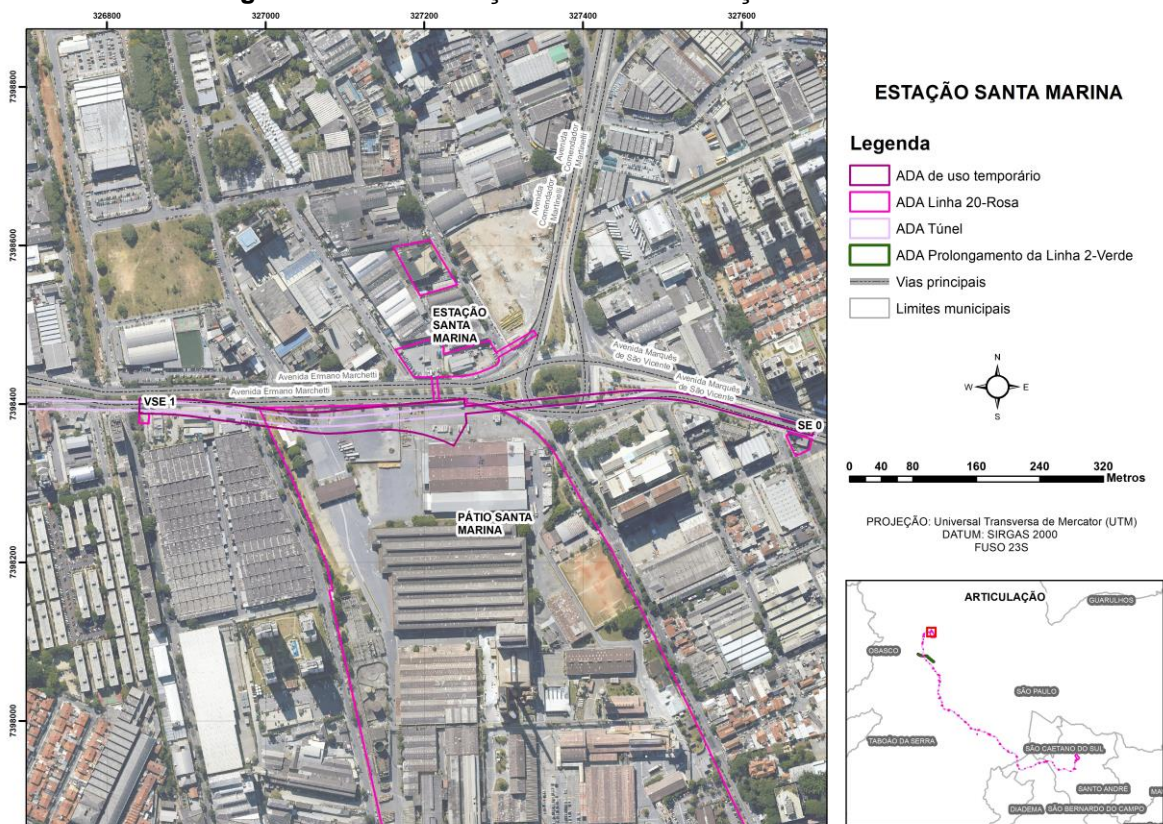 326800
327000
327200
327400
327600
7398800
7398600
7398400
7398200
7398000
Avenida
Comendador
Martinelli
Avenida
Comendador
Martinelli
ESTAÇÃO
SANTA
MARINA
Avenida Ermano Marchetti
Avenida Ermano Marchetti
Avenida Marquês
de São Vicente
Avenida Marquês
de São Vicente
VSE 1
SE 0
PÁTIO SANTA
MARINA
ESTAÇÃO SANTA MARINA
Legenda
ADA de uso temporário
ADA Linha 20-Rosa
ADA Túnel
ADA Prolongamento da Linha 2-Verde
Vias principais
Limites municipais
N
W
E
S
0 40 80 160 240 320
Metros
PROJEÇÃO: Universal Transversa de Mercator (UTM)
DATUM: SIRGAS 2000
FUSO 23S
ARTICULAÇÃO
GUARULHOS
OSASCO
SÃO PAULO
TABOÃO DA SERRA
SÃO CAETANO DO SUL
SANTO ANDRÉ
DIADEMA
SÃO BERNARDO DO CAMPO